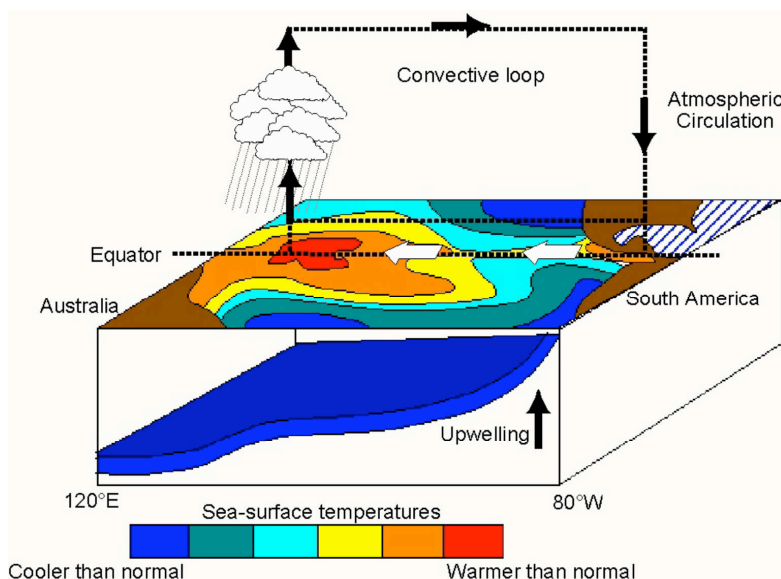 Convective loop
Atmospheric
Circulation
Equator
Australia
South America
Upwelling
120°E
80°W
Sea-surface temperatures
Cooler than normal
Warmer than normal